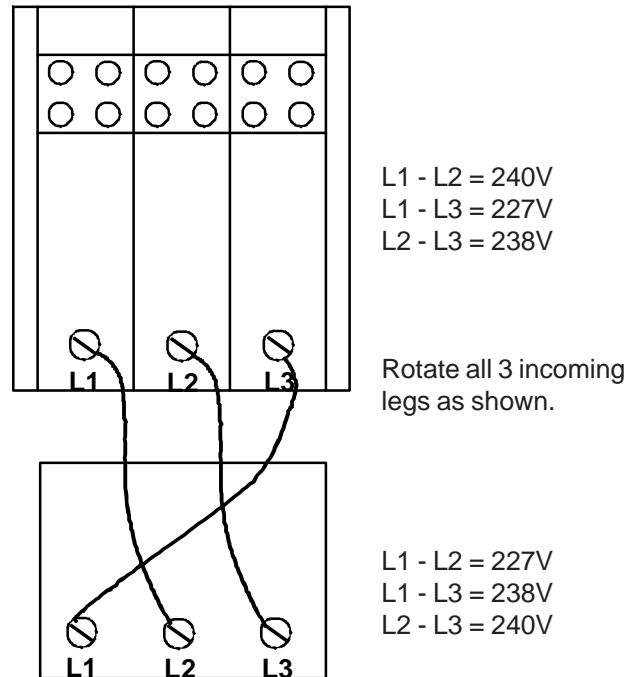 L1 - L2 = 240V
L1 - L3 = 227V
L2 - L3 = 238V
L1 L2 L3
Rotate all 3 incoming
legs as shown.
L1 - L2 = 227V
L1 - L3 = 238V
L2 - L3 = 240V
L1 L2 L3